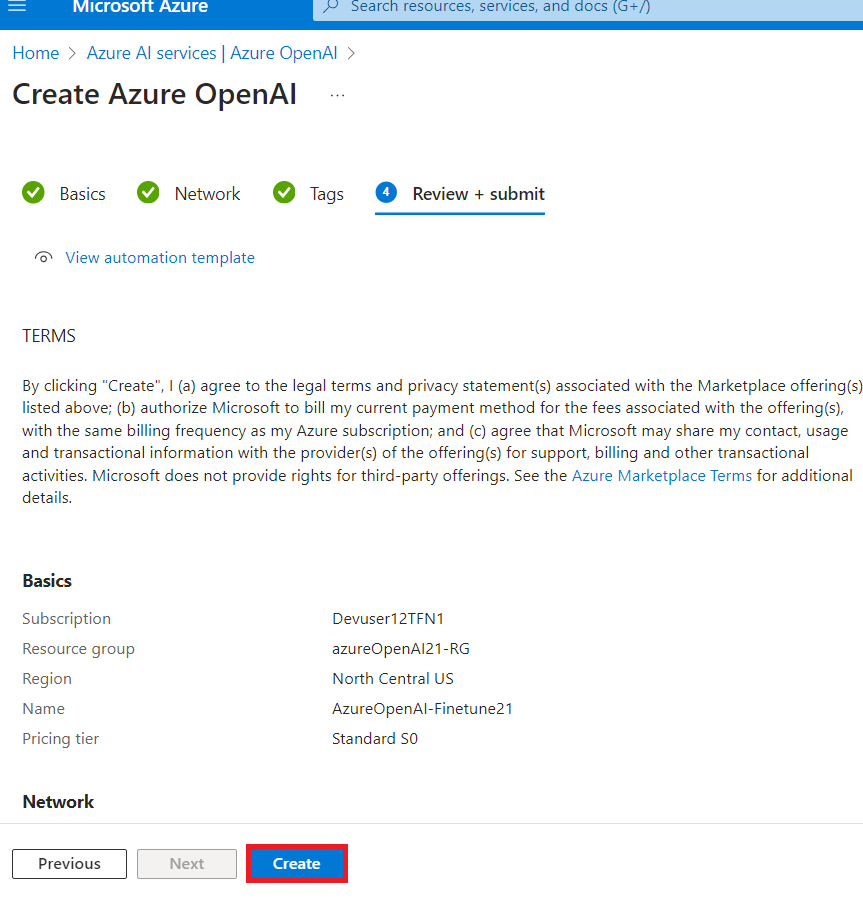 Microsoft Azure
Search resources, services, and docs (G+/)
Home > Azure AI services | Azure OpenAI >
Create Azure OpenAI ...
Basics Network Tags 4 Review + submit
View automation template
TERMS
By clicking "Create", I (a) agree to the legal terms and privacy statement(s) associated with the Marketplace offering(s)
listed above; (b) authorize Microsoft to bill my current payment method for the fees associated with the offering(s),
with the same billing frequency as my Azure subscription; and (c) agree that Microsoft may share my contact, usage
and transactional information with the provider(s) of the offering(s) for support, billing and other transactional
activities. Microsoft does not provide rights for third-party offerings. See the Azure Marketplace Terms for additional
details.
Basics
Subscription Devuser12TFN1
Resource group azureOpenAI21-RG
Region North Central US
Name AzureOpenAI-Finetune21
Pricing tier Standard S0
Network
Previous Next Create